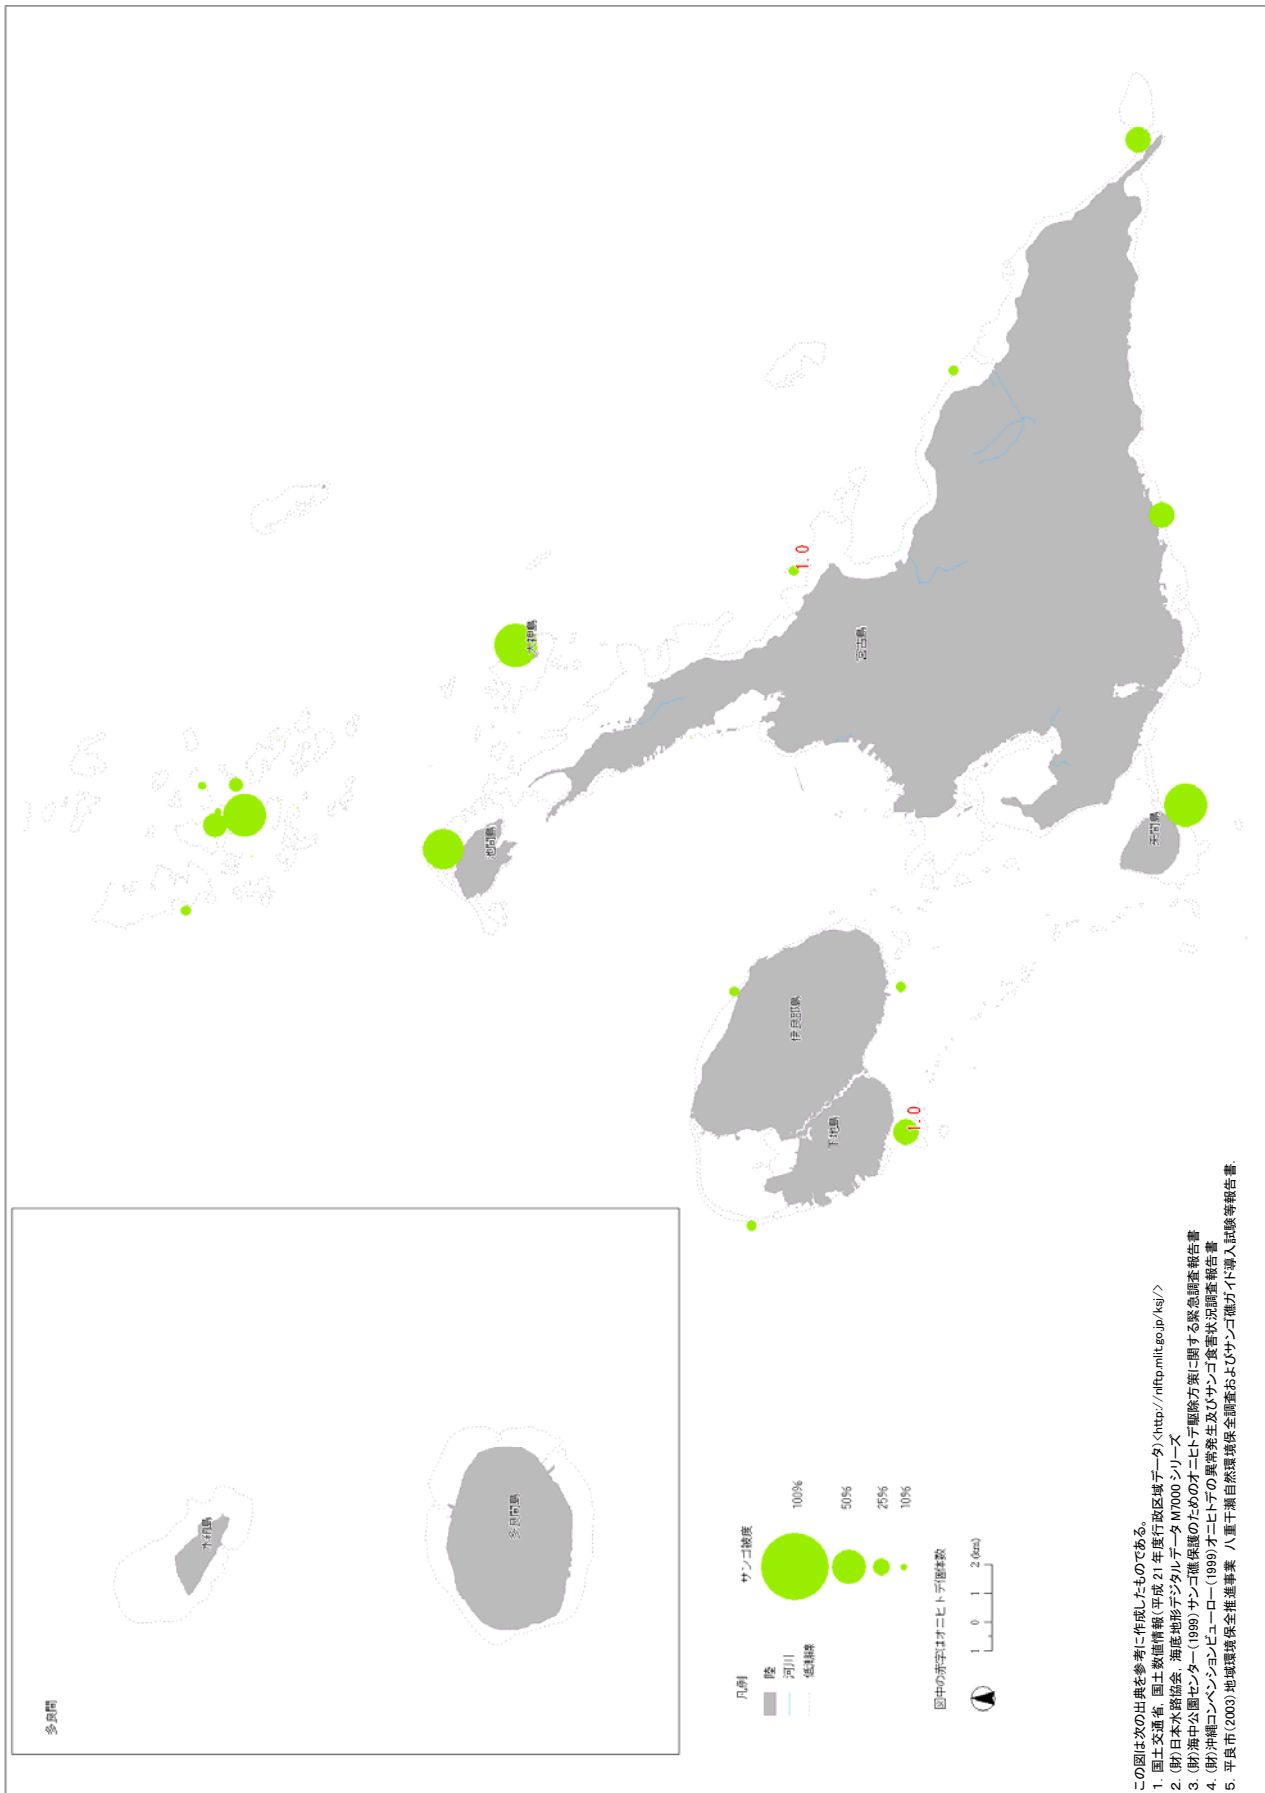 多良間
水納島
多良間島
池間島
大神島
宮古島
伊良部島
下地島
来間島
1.0
1.0
凡例
陸
河川
低潮線
サンゴ被度
100%
50%
25%
10%
図中の赤字はオニヒトデ個体数
1 0 1 2(km)
この図は次の出典を参考に作成したものである。
1. 国土交通省, 国土数値情報(平成 21 年度行政区域データ)<http://nlftp.mlit.go.jp/ksj/>
2. (財)日本水路協会, 海底地形デジタルデータ M7000 シリーズ
3. (財)海中公園センター(1999)サンゴ礁保護のためのオニヒトデ駆除方策に関する緊急調査報告書
4. (財)沖縄コンベンションビューロー(1999)オニヒトデの異常発生及びサンゴ食害状況調査報告書
5. 平良市(2003)地域環境保全推進事業 八重干瀬自然環境保全調査およびサンゴ礁ガイド導入試験等報告書.